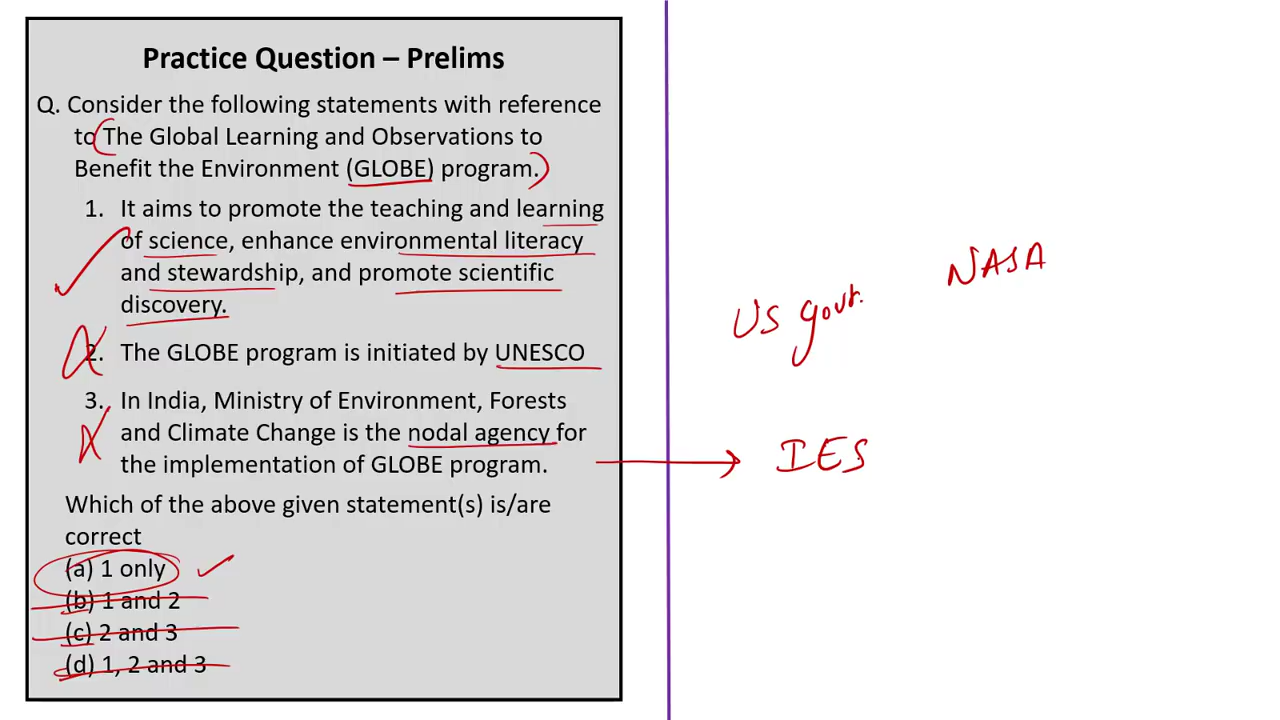 Practice Question – Prelims
Q. Consider the following statements with reference
to The Global Learning and Observations to
Benefit the Environment (GLOBE) program.
1. It aims to promote the teaching and learning
of science, enhance environmental literacy
and stewardship, and promote scientific
discovery.
2. The GLOBE program is initiated by UNESCO
3. In India, Ministry of Environment, Forests
and Climate Change is the nodal agency for
the implementation of GLOBE program.
Which of the above given statement(s) is/are
correct
(a) 1 only
(b) 1 and 2
(c) 2 and 3
(d) 1, 2 and 3
NASA
US govt.
IES